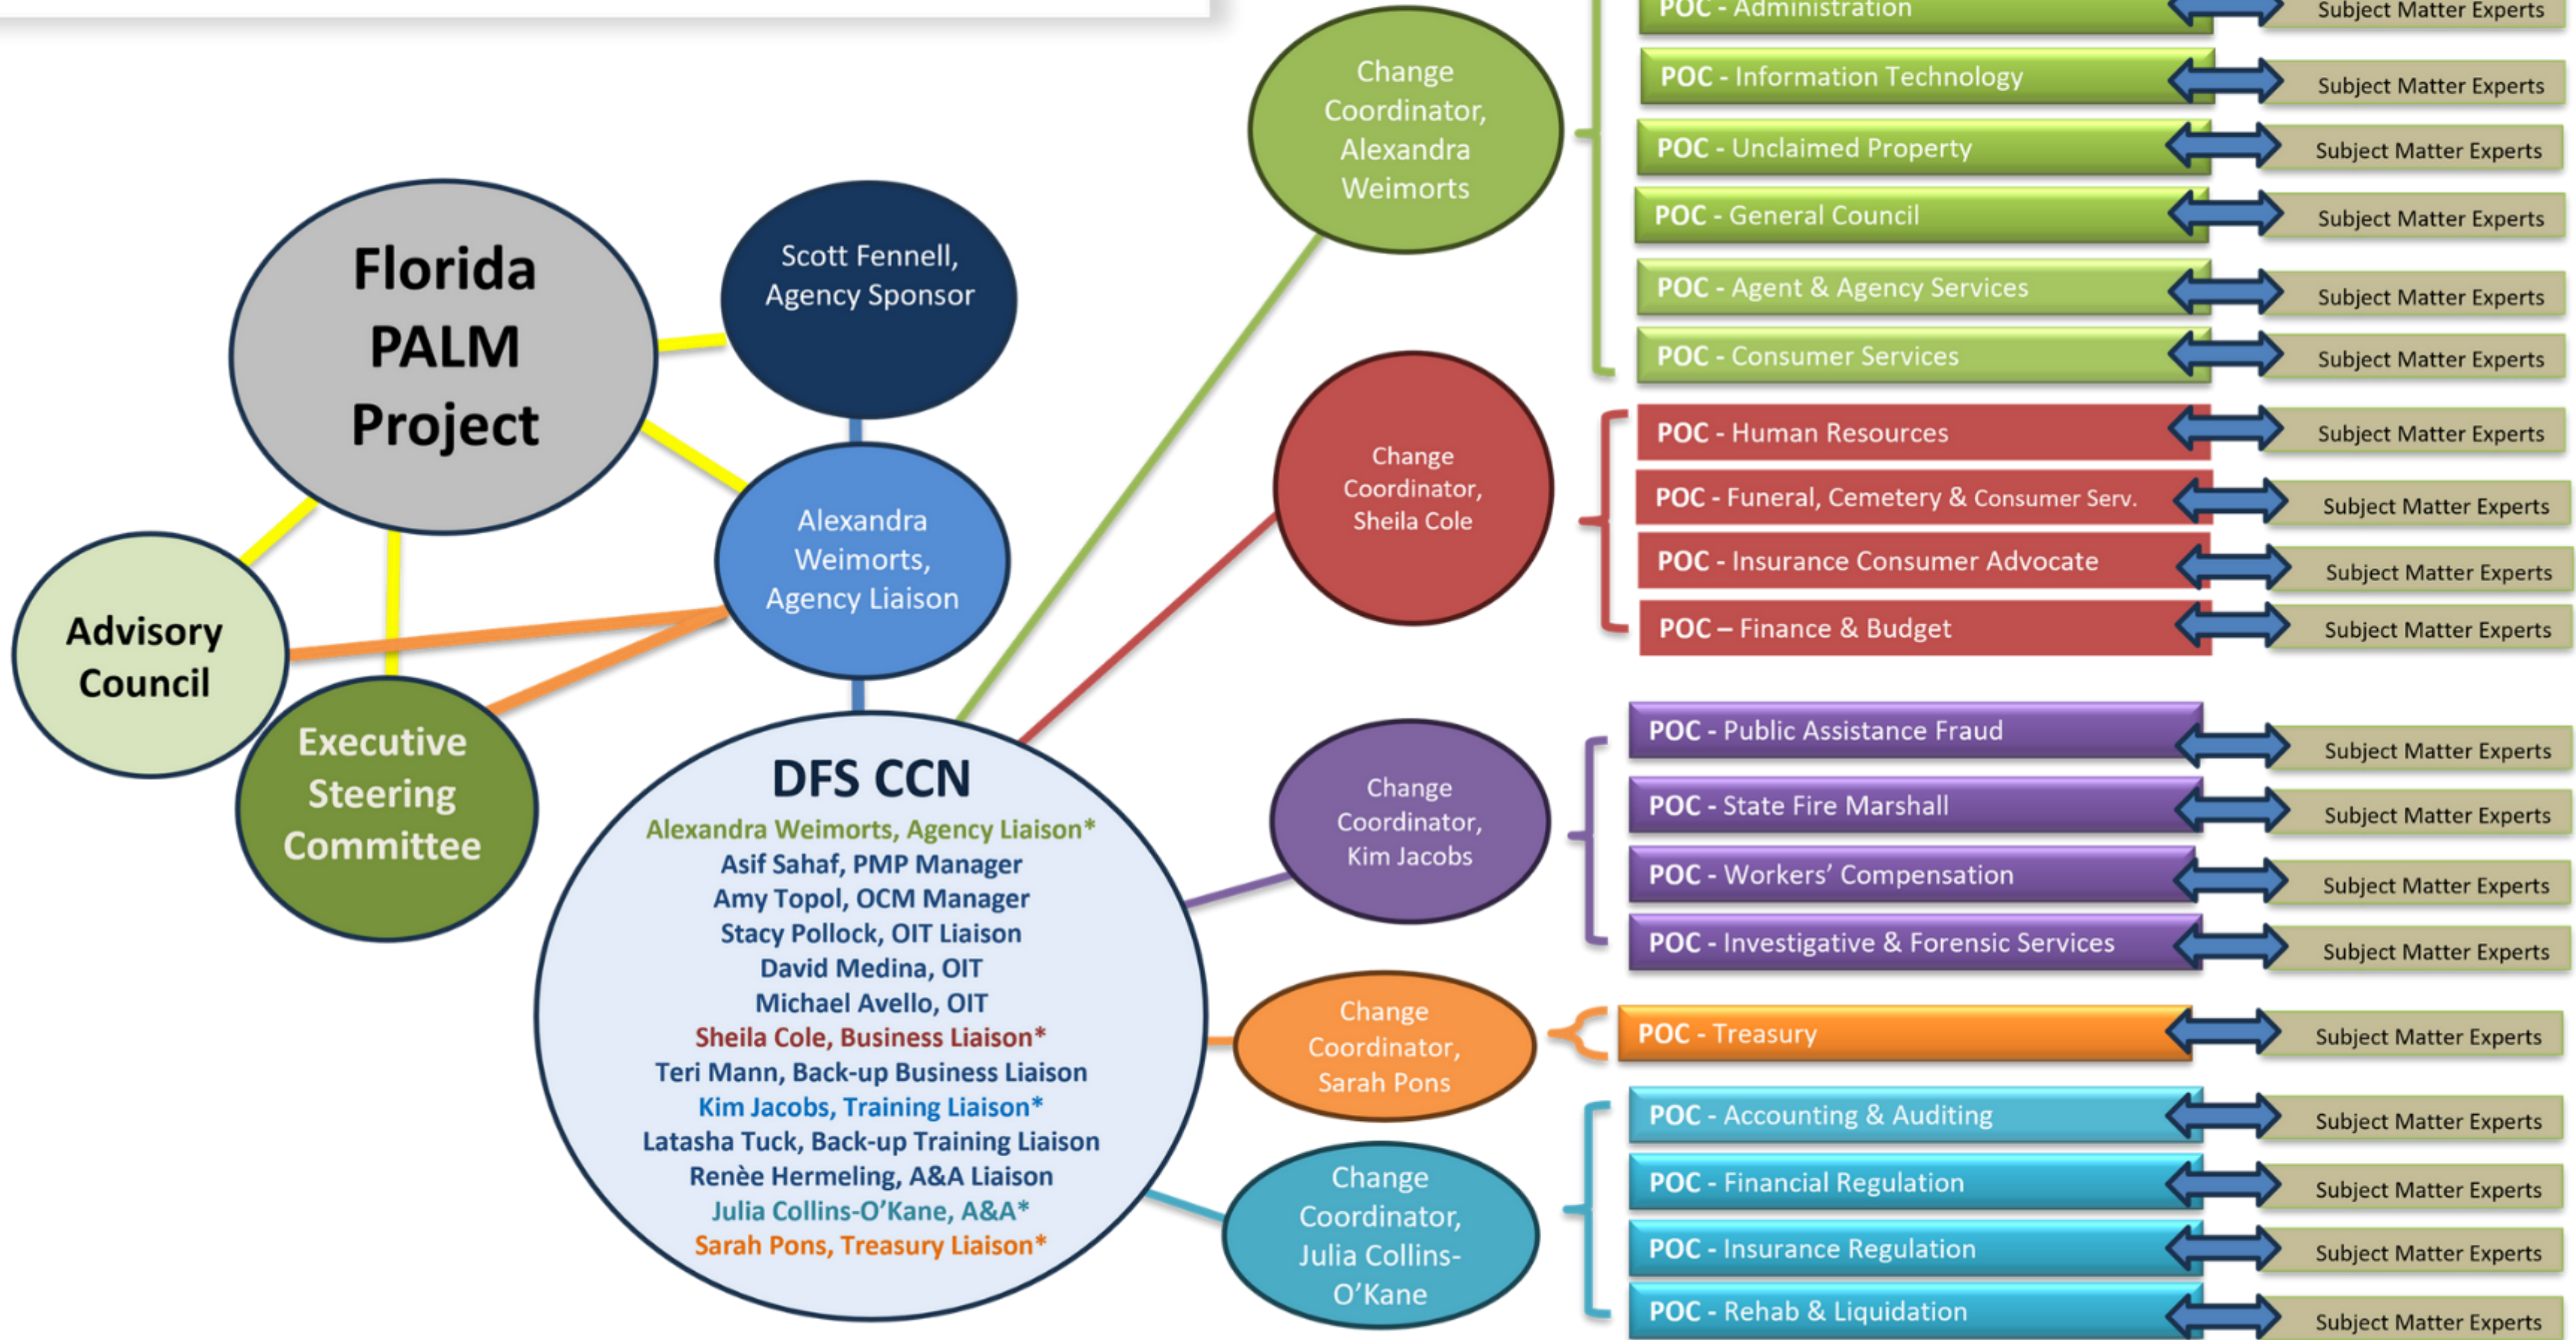 Florida
PALM
Project
Scott Fennell,
Agency Sponsor
Alexandra
Weimorts,
Agency Liaison
Advisory
Council
Executive
Steering
Committee
DFS CCN
Alexandra Weimorts, Agency Liaison*
Asif Sahaf, PMP Manager
Amy Topol, OCM Manager
Stacy Pollock, OIT Liaison
David Medina, OIT
Michael Avello, OIT
Sheila Cole, Business Liaison*
Teri Mann, Back-up Business Liaison
Kim Jacobs, Training Liaison*
Latasha Tuck, Back-up Training Liaison
Renèe Hermeling, A&A Liaison
Julia Collins-O’Kane, A&A*
Sarah Pons, Treasury Liaison*
Change
Coordinator,
Alexandra
Weimorts
POC - Administration
Subject Matter Experts
POC - Information Technology
Subject Matter Experts
POC - Unclaimed Property
Subject Matter Experts
POC - General Council
Subject Matter Experts
POC - Agent & Agency Services
Subject Matter Experts
POC - Consumer Services
Subject Matter Experts
Change
Coordinator,
Sheila Cole
POC - Human Resources
Subject Matter Experts
POC - Funeral, Cemetery & Consumer Serv.
Subject Matter Experts
POC - Insurance Consumer Advocate
Subject Matter Experts
POC – Finance & Budget
Subject Matter Experts
Change
Coordinator,
Kim Jacobs
POC - Public Assistance Fraud
Subject Matter Experts
POC - State Fire Marshall
Subject Matter Experts
POC - Workers’ Compensation
Subject Matter Experts
POC - Investigative & Forensic Services
Subject Matter Experts
Change
Coordinator,
Sarah Pons
POC - Treasury
Subject Matter Experts
Change
Coordinator,
Julia Collins-
O’Kane
POC - Accounting & Auditing
Subject Matter Experts
POC - Financial Regulation
Subject Matter Experts
POC - Insurance Regulation
Subject Matter Experts
POC - Rehab & Liquidation
Subject Matter Experts